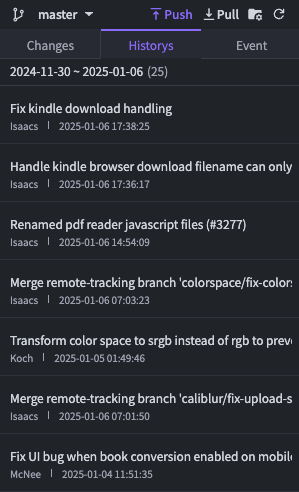 master Push Pull
Changes Historys Event
2024-11-30 ~ 2025-01-06 (25)
Fix kindle download handling
Isaacs | 2025-01-06 17:38:25
Handle kindle browser download filename can only
Isaacs | 2025-01-06 17:36:17
Renamed pdf reader javascript files (#3277)
Isaacs | 2025-01-06 14:54:09
Merge remote-tracking branch 'colorspace/fix-colors
Isaacs | 2025-01-06 07:03:23
Transform color space to srgb instead of rgb to preve
Koch | 2025-01-05 01:49:46
Merge remote-tracking branch 'caliblur/fix-upload-s
Isaacs | 2025-01-06 07:01:50
Fix UI bug when book conversion enabled on mobile
McNee | 2025-01-04 11:51:35